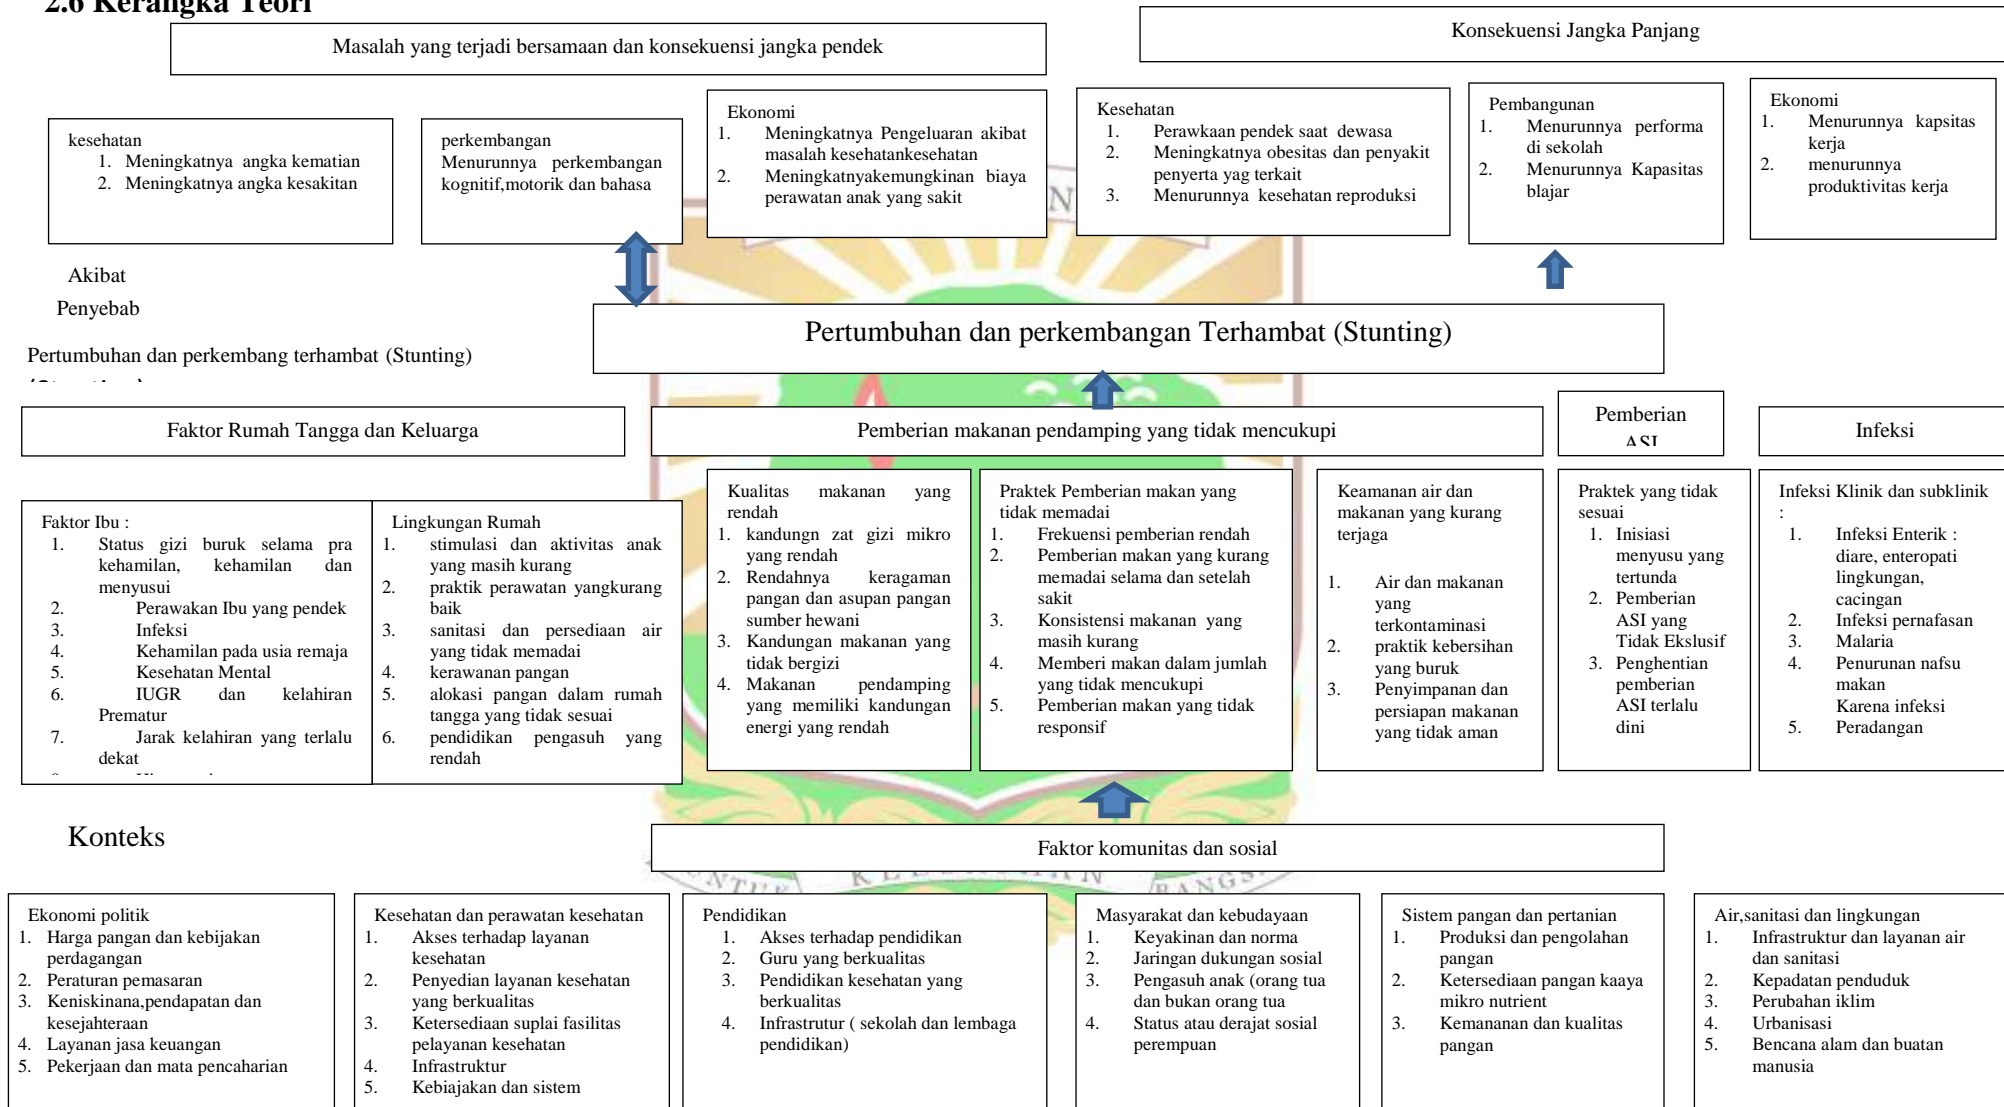 2.6 Kerangka Teori
Masalah yang terjadi bersamaan dan konsekuensi jangka pendek
Konsekuensi Jangka Panjang
kesehatan
1. Meningkatnya angka kematian
2. Meningkatnya angka kesakitan
perkembangan
Menurunnya perkembangan
kognitif,motorik dan bahasa
Ekonomi
1. Meningkatnya Pengeluaran akibat
masalah kesehatankesehatan
2. Meningkatnyakemungkinan biaya
perawatan anak yang sakit
Kesehatan
1. Perawkaan pendek saat dewasa
2. Meningkatnya obesitas dan penyakit
penyerta yag terkait
3. Menurunnya kesehatan reproduksi
Pembangunan
1. Menurunnya performa
di sekolah
2. Menurunnya Kapasitas
blajar
Ekonomi
1. Menurunnya kapsitas
kerja
2. menurunnya
produktivitas kerja
Akibat
Penyebab
Pertumbuhan dan perkembang terhambat (Stunting)
Pertumbuhan dan perkembangan Terhambat (Stunting)
Faktor Rumah Tangga dan Keluarga
Pemberian makanan pendamping yang tidak mencukupi
Pemberian
ASI
Infeksi
Faktor Ibu :
1. Status gizi buruk selama pra
kehamilan, kehamilan dan
menyusui
2. Perawakan Ibu yang pendek
3. Infeksi
4. Kehamilan pada usia remaja
5. Kesehatan Mental
6. IUGR dan kelahiran
Prematur
7. Jarak kelahiran yang terlalu
dekat
Lingkungan Rumah
1. stimulasi dan aktivitas anak
yang masih kurang
2. praktik perawatan yangkurang
baik
3. sanitasi dan persediaan air
yang tidak memadai
4. kerawanan pangan
5. alokasi pangan dalam rumah
tangga yang tidak sesuai
6. pendidikan pengasuh yang
rendah
Kualitas makanan yang
rendah
1. kandungn zat gizi mikro
yang rendah
2. Rendahnya keragaman
pangan dan asupan pangan
sumber hewani
3. Kandungan makanan yang
tidak bergizi
4. Makanan pendamping
yang memiliki kandungan
energi yang rendah
Praktek Pemberian makan yang
tidak memadai
1. Frekuensi pemberian rendah
2. Pemberian makan yang kurang
memadai selama dan setelah
sakit
3. Konsistensi makanan yang
masih kurang
4. Memberi makan dalam jumlah
yang tidak mencukupi
5. Pemberian makan yang tidak
responsif
Keamanan air dan
makanan yang kurang
terjaga
1. Air dan makanan
yang
terkontaminasi
2. praktik kebersihan
yang buruk
3. Penyimpanan dan
persiapan makanan
yang tidak aman
Praktek yang tidak
sesuai
1. Inisiasi
menyusu yang
tertunda
2. Pemberian
ASI yang
Tidak Ekslusif
3. Penghentian
pemberian
ASI terlalu
dini
Infeksi Klinik dan subklinik
:
1. Infeksi Enterik :
diare, enteropati
lingkungan,
cacingan
2. Infeksi pernafasan
3. Malaria
4. Penurunan nafsu
makan
Karena infeksi
5. Peradangan
Konteks
Faktor komunitas dan sosial
UNTUK
BANGSA
Ekonomi politik
1. Harga pangan dan kebijakan
perdagangan
2. Peraturan pemasaran
3. Keniskinana,pendapatan dan
kesejahteraan
4. Layanan jasa keuangan
5. Pekerjaan dan mata pencaharian
Kesehatan dan perawatan kesehatan
1. Akses terhadap layanan
kesehatan
2. Penyedian layanan kesehatan
yang berkualitas
3. Ketersediaan suplai fasilitas
pelayanan kesehatan
4. Infrastruktur
5. Kebiajakan dan sistem
Pendidikan
1. Akses terhadap pendidikan
2. Guru yang berkualitas
3. Pendidikan kesehatan yang
berkualitas
4. Infrastrutur ( sekolah dan lembaga
pendidikan)
Masyarakat dan kebudayaan
1. Keyakinan dan norma
2. Jaringan dukungan sosial
3. Pengasuh anak (orang tua
dan bukan orang tua
4. Status atau derajat sosial
perempuan
Sistem pangan dan pertanian
1. Produksi dan pengolahan
pangan
2. Ketersediaan pangan kaaya
mikro nutrient
3. Kemananan dan kualitas
pangan
Air,sanitasi dan lingkungan
1. Infrastruktur dan layanan air
dan sanitasi
2. Kepadatan penduduk
3. Perubahan iklim
4. Urbanisasi
5. Bencana alam dan buatan
manusia